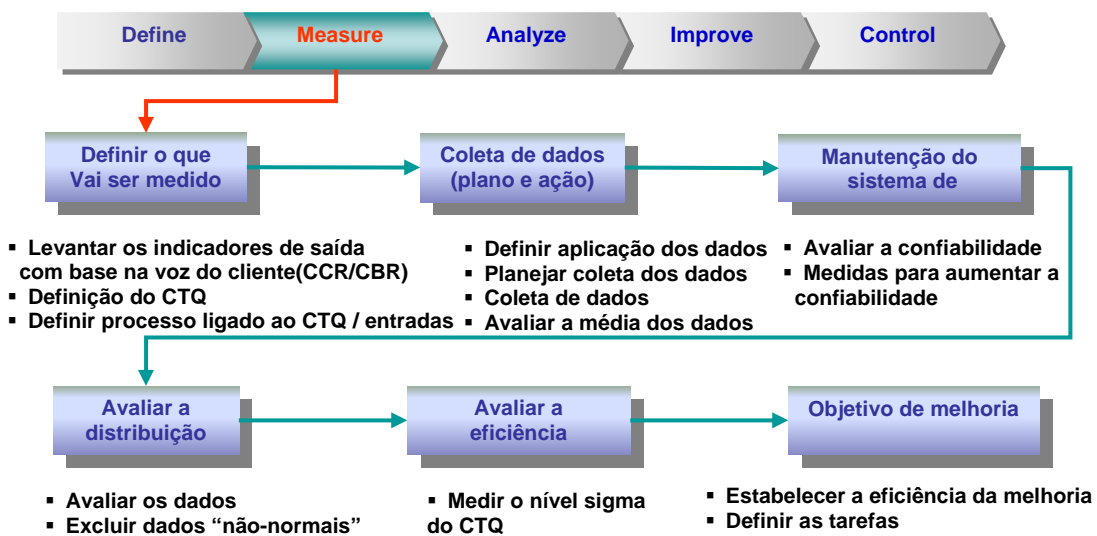 Define
Measure
Analyze
Improve
Control
Definir o que
Vai ser medido
Coleta de dados
(plano e ação)
Manutenção do
sistema de
▪ Levantar os indicadores de saída
com base na voz do cliente(CCR/CBR)
▪ Definição do CTQ
▪ Definir processo ligado ao CTQ / entradas
▪ Definir aplicação dos dados
▪ Planejar coleta dos dados
▪ Coleta de dados
▪ Avaliar a média dos dados
▪ Avaliar a confiabilidade
▪ Medidas para aumentar a
confiabilidade
Avaliar a
distribuição
Avaliar a
eficiência
Objetivo de melhoria
▪ Avaliar os dados
▪ Excluir dados “não-normais”
▪ Medir o nível sigma
do CTQ
▪ Estabelecer a eficiência da melhoria
▪ Definir as tarefas